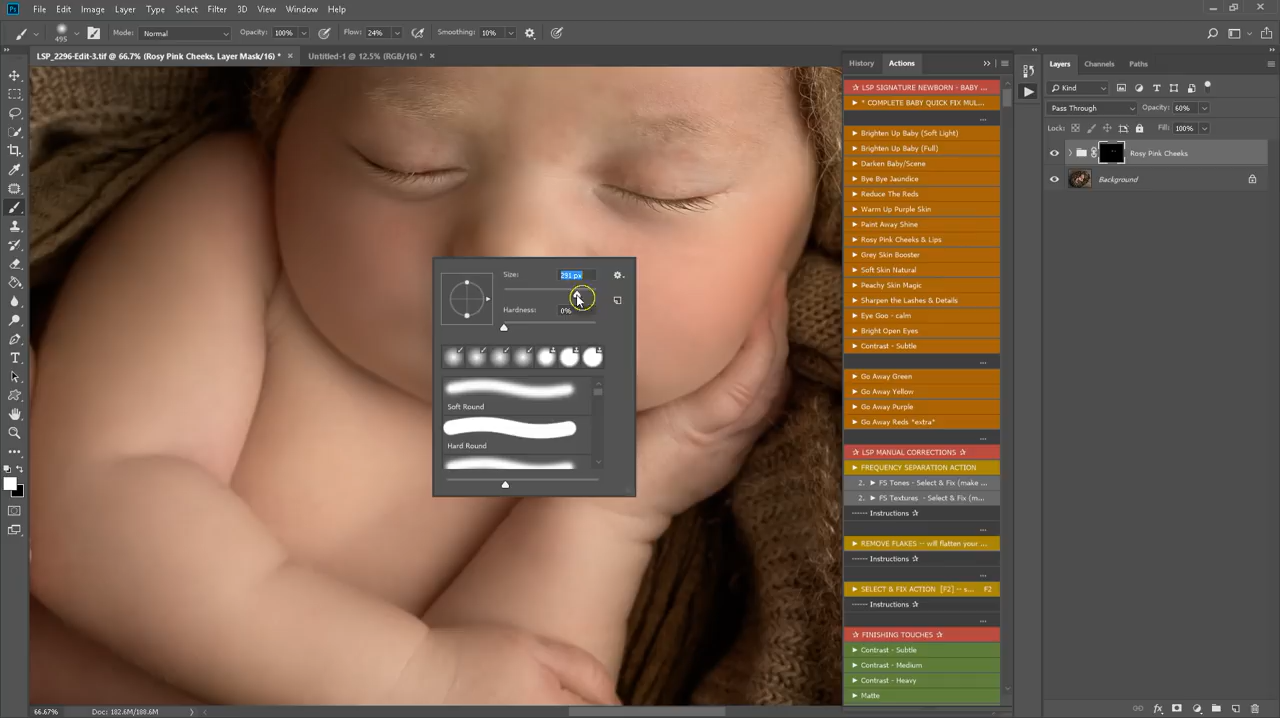 Ps File Edit Image Layer Type Select Filter 3D View Window Help
495 Mode: Normal Opacity: 100% Flow: 24% Smoothing: 10%
LSP_2296-Edit-3.tif @ 66.7% (Rosy Pink Cheeks, Layer Mask/16) * × Untitled-1 @ 12.5% (RGB/16) * ×
History Actions
✰ LSP SIGNATURE NEWBORN - BABY ...
* COMPLETE BABY QUICK FIX MUL...
...
Brighten Up Baby (Soft Light)
Brighten Up Baby (Full)
Darken Baby/Scene
Bye Bye Jaundice
Reduce The Reds
Warm Up Purple Skin
Paint Away Shine
Rosy Pink Cheeks & Lips
Grey Skin Booster
Soft Skin Natural
Peachy Skin Magic
Sharpen the Lashes & Details
Eye Goo - calm
Bright Open Eyes
Contrast - Subtle
...
Go Away Green
Go Away Yellow
Go Away Purple
Go Away Reds *extra*
...
✰ LSP MANUAL CORRECTIONS ✰
FREQUENCY SEPARATION ACTION
2. FS Tones - Select & Fix (make ...
2. FS Textures - Select & Fix (m...
------ Instructions ✰
...
REMOVE FLAKES -- will flatten your ...
------ Instructions ✰
...
SELECT & FIX ACTION [F2] -- s... F2
------ Instructions ✰
...
✰ FINISHING TOUCHES ✰
Contrast - Subtle
Contrast - Medium
Contrast - Heavy
Matte
Layers Channels Paths
Kind
Pass Through Opacity: 60%
Lock: Fill: 100%
Rosy Pink Cheeks
Background
Size: 291 px
Hardness: 0%
Soft Round
Hard Round
66.67% Doc: 182.6M/188.6M